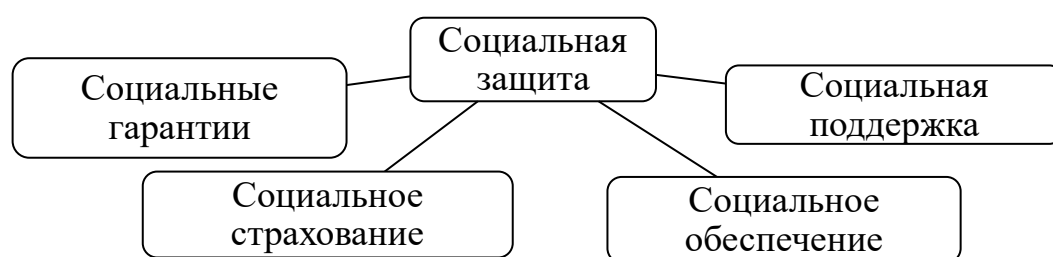 Социальная
защита
Социальные
гарантии
Социальная
поддержка
Социальное
страхование
Социальное
обеспечение